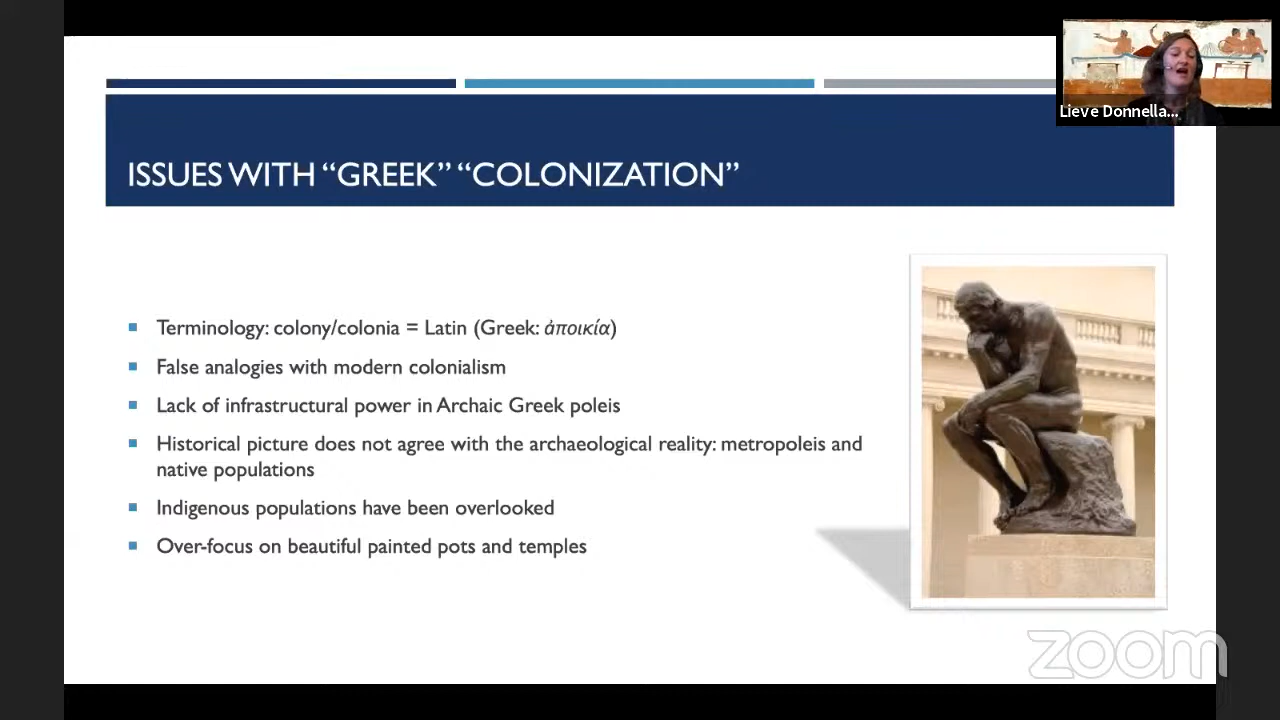 Lieve Donnella...
ISSUES WITH “GREEK” “COLONIZATION”
Terminology: colony/colonia = Latin (Greek: ἀποικία)
False analogies with modern colonialism
Lack of infrastructural power in Archaic Greek poleis
Historical picture does not agree with the archaeological reality: metropoleis and
native populations
Indigenous populations have been overlooked
Over-focus on beautiful painted pots and temples
zoom